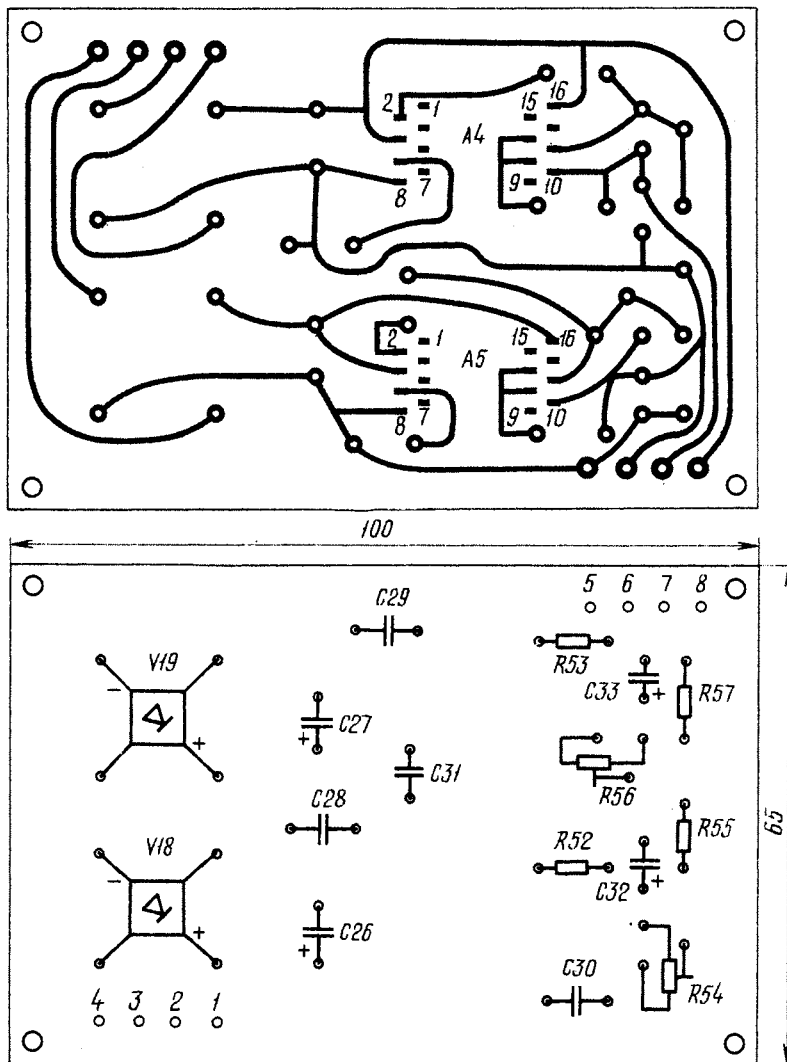 2 1
15 16
A4
8 7
9 10
2 1
15 16
A5
8 7
9 10
100
5 6 7 8
C29
V19
R53
C33 +
R57
-
+
C27
+
C31
R56
C28
V18
R52
R55
C32 +
65
-
+
C26
+
C30
R54
4 3 2 1